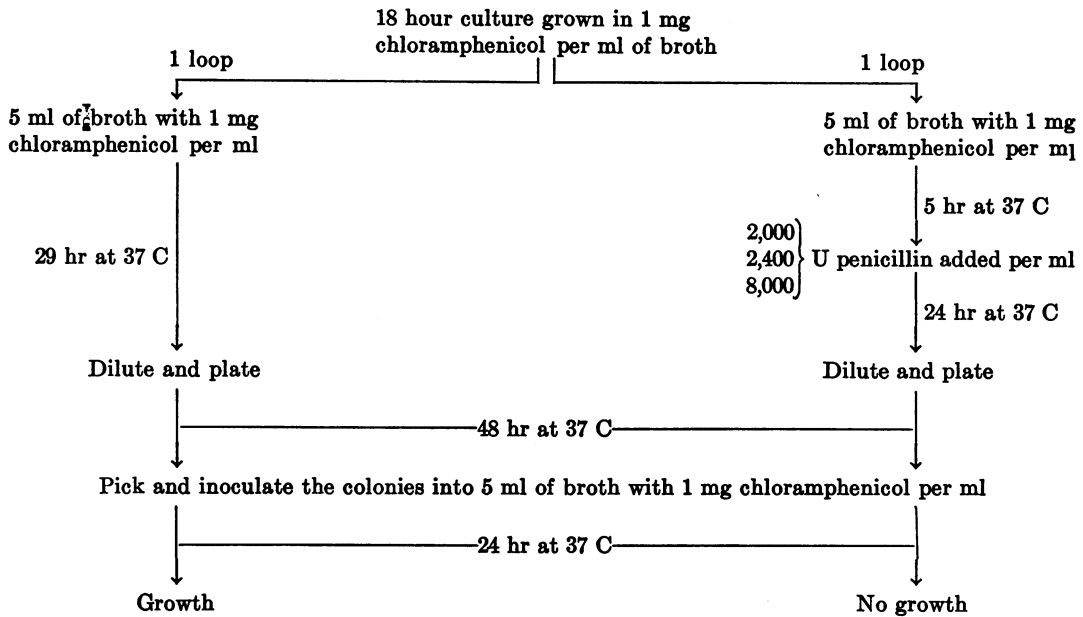 18 hour culture grown in 1 mg
chloramphenicol per ml of broth
1 loop
1 loop
5 ml of broth with 1 mg
chloramphenicol per ml
5 ml of broth with 1 mg
chloramphenicol per ml
5 hr at 37 C
29 hr at 37 C
2,000
2,400
8,000
U penicillin added per ml
24 hr at 37 C
Dilute and plate
Dilute and plate
48 hr at 37 C
Pick and inoculate the colonies into 5 ml of broth with 1 mg chloramphenicol per ml
24 hr at 37 C
Growth
No growth